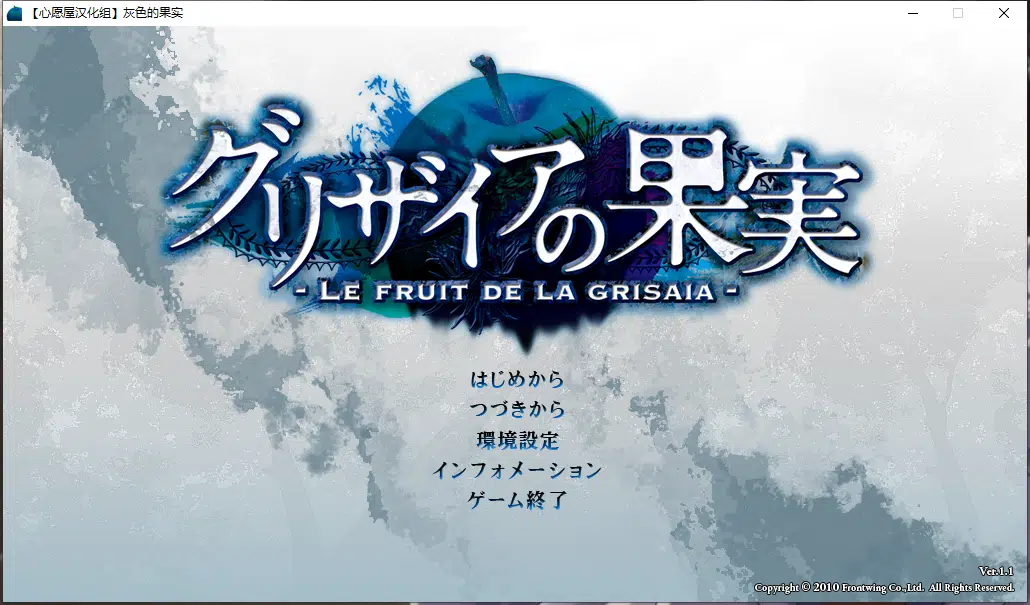 【心愿屋汉化组】灰色的果实
グリザイアの果実
- LE FRUIT DE LA GRISAIA -
はじめから
つづきから
環境設定
インフォメーション
ゲーム終了
Ver.1.1
Copyright © 2010 Frontwing Co.,Ltd. All Rights Reserved.